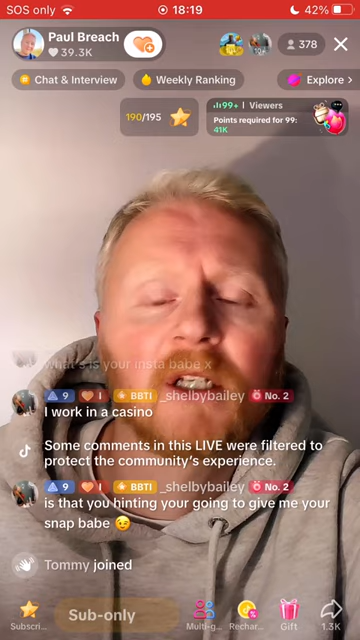 SOS only 18:19 42%
Paul Breach
39.3K
10+
378
Chat & Interview
Weekly Ranking
Explore >
190/195
99+ | Viewers
Points required for 99:
41K
what's is your insta babe x
9 1 BBTI _shelbybailey No. 2
I work in a casino
Some comments in this LIVE were filtered to
protect the community's experience.
9 1 BBTI _shelbybailey No. 2
is that you hinting your going to give me your
snap babe 😉
Tommy joined
Sub-only
Subscri... Multi-g... Rechar... Gift 1.3K